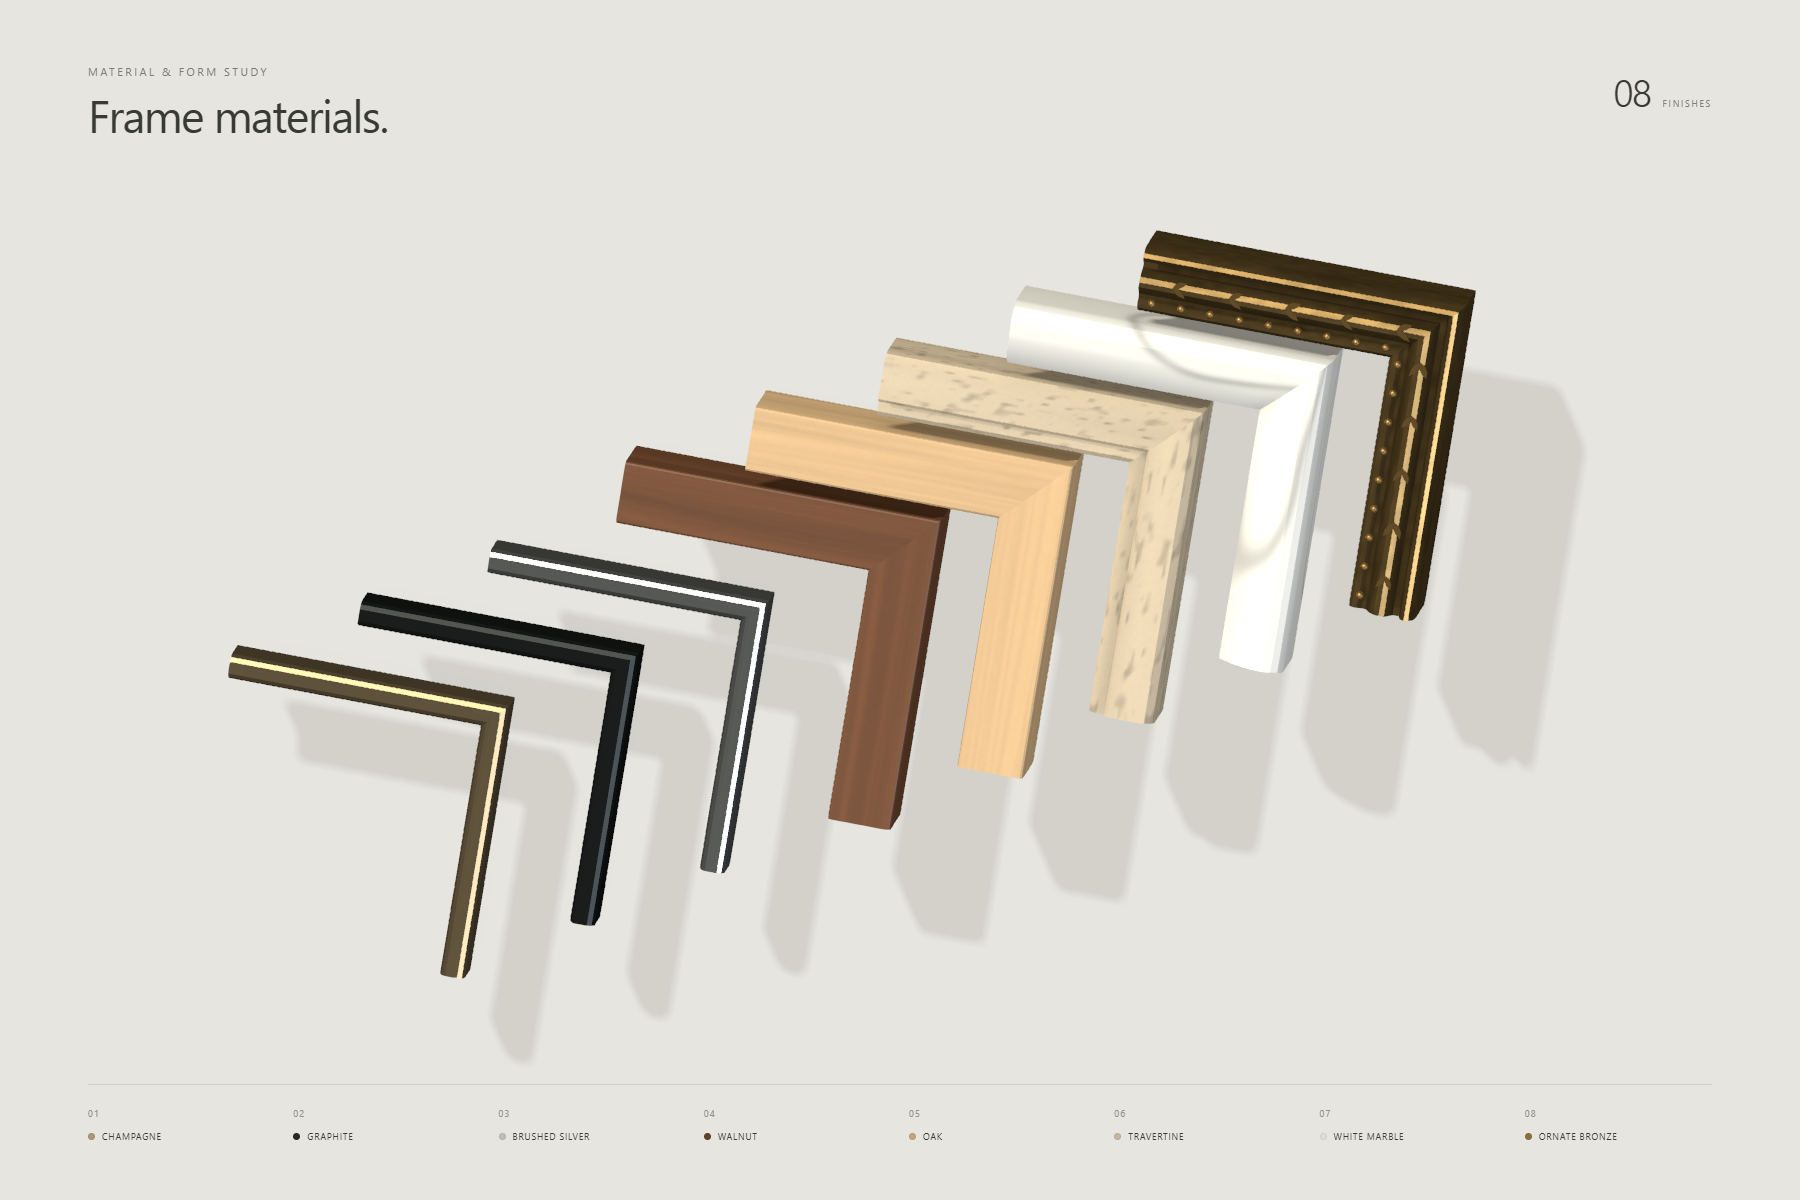 MATERIAL & FORM STUDY
Frame materials.
08 FINISHES
01
CHAMPAGNE
02
GRAPHITE
03
BRUSHED SILVER
04
WALNUT
05
OAK
06
TRAVERTINE
07
WHITE MARBLE
08
ORNATE BRONZE